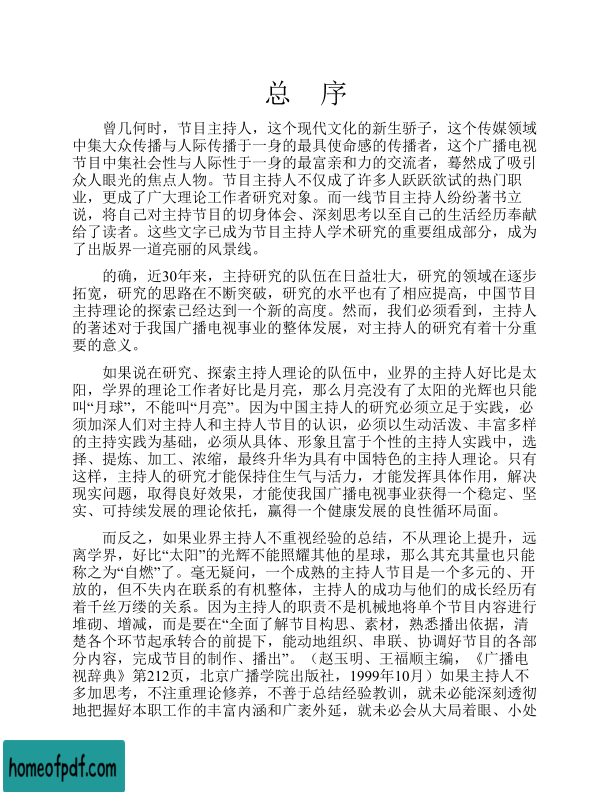 总　序
曾几何时，节目主持人，这个现代文化的新生骄子，这个传媒领域
中集大众传播与人际传播于一身的最具使命感的传播者，这个广播电视
节目中集社会性与人际性于一身的最富亲和力的交流者，蓦然成了吸引
众人眼光的焦点人物。节目主持人不仅成了许多人跃跃欲试的热门职
业，更成了广大理论工作者研究对象。而一线节目主持人纷纷著书立
说，将自己对主持节目的切身体会、深刻思考以至自己的生活经历奉献
给了读者。这些文字已成为节目主持人学术研究的重要组成部分，成为
了出版界一道亮丽的风景线。
的确，近30年来，主持研究的队伍在日益壮大，研究的领域在逐步
拓宽，研究的思路在不断突破，研究的水平也有了相应提高，中国节目
主持理论的探索已经达到一个新的高度。然而，我们必须看到，主持人
的著述对于我国广播电视事业的整体发展，对主持人的研究有着十分重
要的意义。
如果说在研究、探索主持人理论的队伍中，业界的主持人好比是太
阳，学界的理论工作者好比是月亮，那么月亮没有了太阳的光辉也只能
叫“月球”，不能叫“月亮”。因为中国主持人的研究必须立足于实践，必
须加深人们对主持人和主持人节目的认识，必须以生动活泼、丰富多样
的主持实践为基础，必须从具体、形象且富于个性的主持人实践中，选
择、提炼、加工、浓缩，最终升华为具有中国特色的主持人理论。只有
这样，主持人的研究才能保持住生气与活力，才能发挥具体作用，解决
现实问题，取得良好效果，才能使我国广播电视事业获得一个稳定、坚
实、可持续发展的理论依托，赢得一个健康发展的良性循环局面。
而反之，如果业界主持人不重视经验的总结，不从理论上提升，远
离学界，好比“太阳”的光辉不能照耀其他的星球，那么其充其量也只能
称之为“自燃”了。毫无疑问，一个成熟的主持人节目是一个多元的、开
放的，但不失内在联系的有机整体，主持人的成功与他们的成长经历有
着千丝万缕的关系。因为主持人的职责不是机械地将单个节目内容进行
堆砌、增减，而是要在“全面了解节目构思、素材，熟悉播出依据，清
楚各个环节起承转合的前提下，能动地组织、串联、协调好节目的各部
分内容，完成节目的制作、播出”。（赵玉明、王福顺主编，《广播电
视辞典》第212页，北京广播学院出版社，1999年10月）如果主持人不
多加思考，不注重理论修养，不善于总结经验教训，就未必能深刻透彻
地把握好本职工作的丰富内涵和广袤外延，就未必会从大局着眼、小处
homeofpdf.com